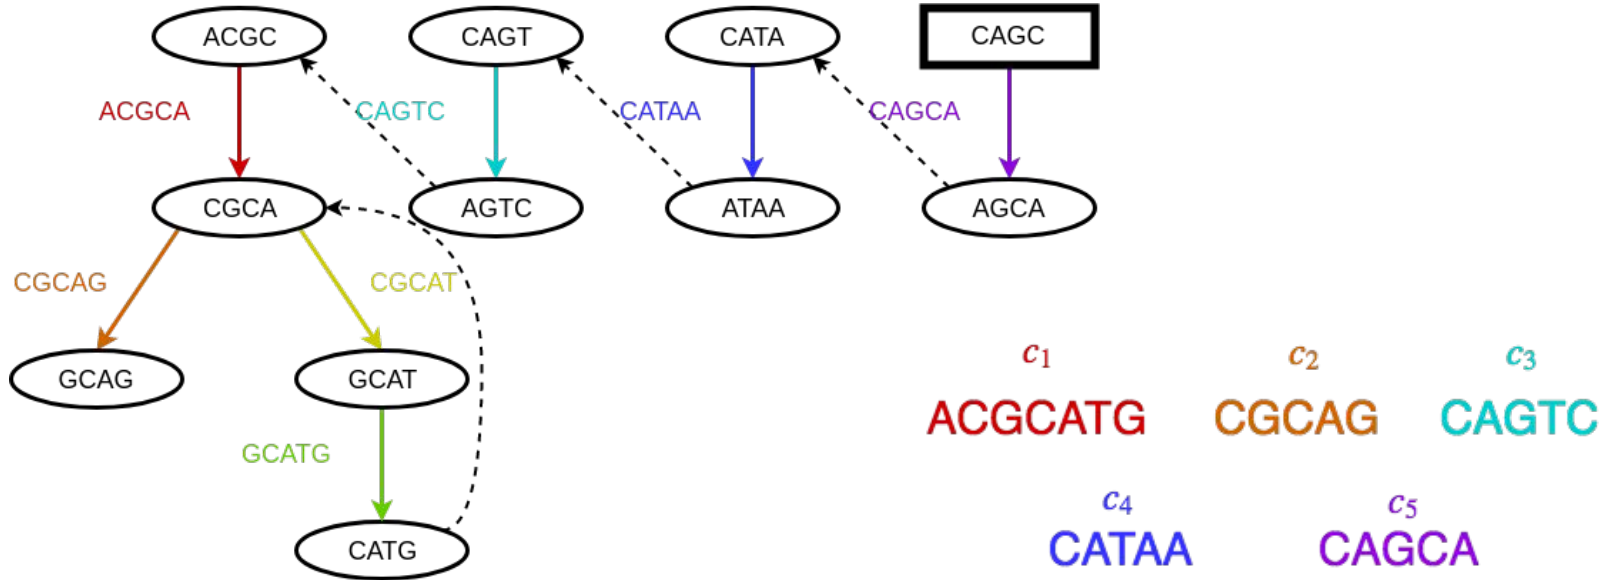 ACGC CAGT CATA CAGC
ACGCA CAGTC CATAA CAGCA
CGCA AGTC ATAA AGCA
CGCAG CGCAT
GCAG GCAT
c1 c2 c3
ACGCATG CGCAG CAGTC
GCATG
c4 c5
CATG CATAA CAGCA